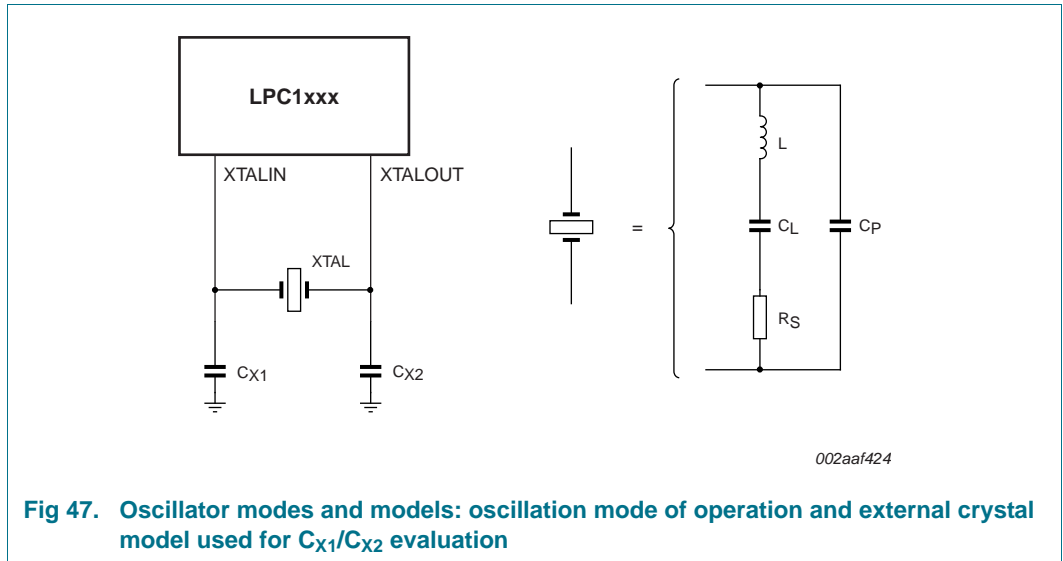 LPC1xxx
XTALIN
XTALOUT
XTAL
CX1
CX2
=
L
CL
CP
RS
002aaf424
Fig 47. Oscillator modes and models: oscillation mode of operation and external crystal
model used for CX1/CX2 evaluation